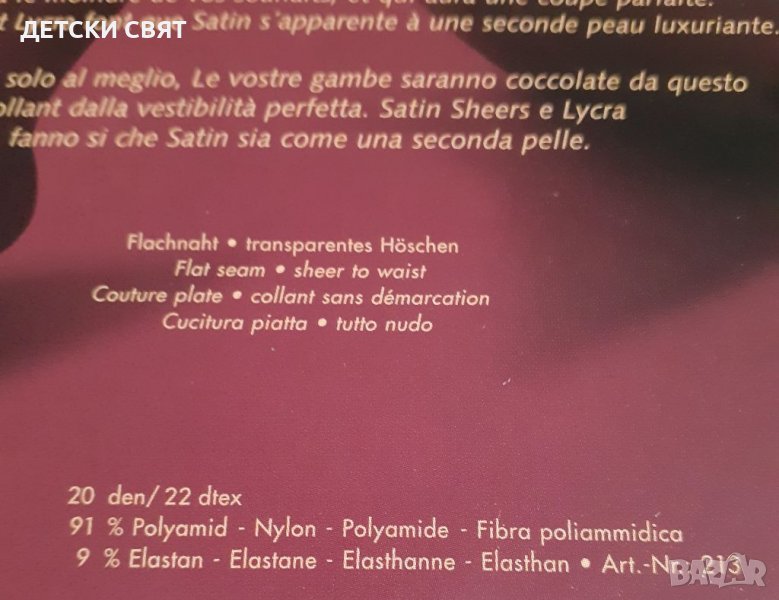 ДЕТСКИ СВЯТ
Satin s'apparente à une seconde peau luxuriante.
solo al meglio, Le vostre gambe saranno coccolate da questo
ollant dalla vestibilità perfetta. Satin Sheers e Lycra
fanno si che Satin sia come una seconda pelle.
Flachnaht • transparentes Höschen
Flat seam • sheer to waist
Couture plate • collant sans démarcation
Cucitura piatta • tutto nudo
20 den/ 22 dtex
91 % Polyamid - Nylon - Polyamide - Fibra poliammidica
9 % Elastan - Elastane - Elasthanne - Elasthan • Art.-Nr. 213
BAZAR